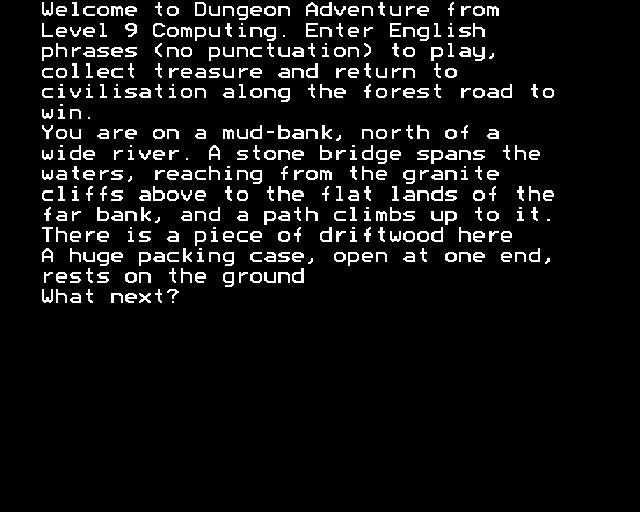 Welcome to Dungeon Adventure from
Level 9 Computing. Enter English
phrases (no punctuation) to play,
collect treasure and return to
civilisation along the forest road to
win.
You are on a mud-bank, north of a
wide river. A stone bridge spans the
waters, reaching from the granite
cliffs above to the flat lands of the
far bank, and a path climbs up to it.
There is a piece of driftwood here
A huge packing case, open at one end,
rests on the ground
What next?